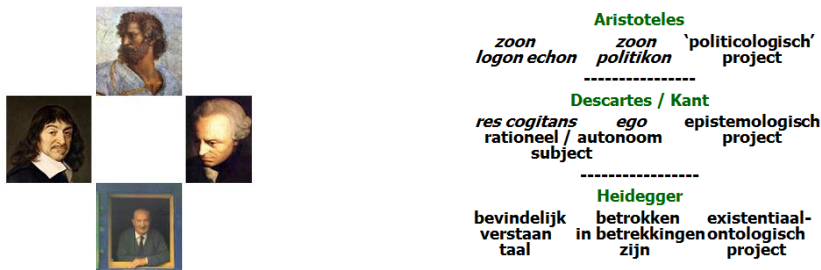 Aristoteles
zoon zoon ‘politicologisch’
logon echon politikon project
----------------
Descartes / Kant
res cogitans ego epistemologisch
rationeel / autonoom project
subject
-----------------
Heidegger
bevindelijk betrokken existentiaal-
verstaan in betrekkingen ontologisch
taal zijn project